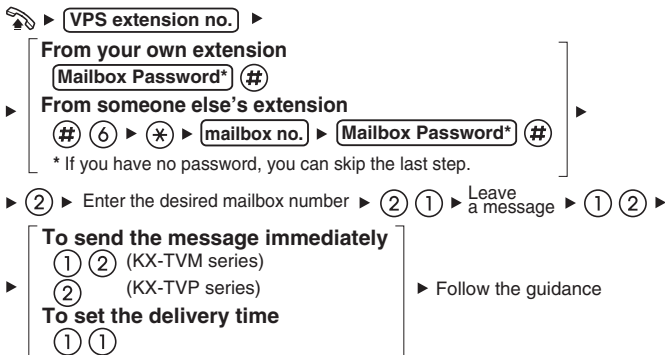 ▶ VPS extension no. ▶
From your own extension
Mailbox Password* #
▶ From someone else's extension ▶
# 6 ▶ * ▶ mailbox no. ▶ Mailbox Password* #
* If you have no password, you can skip the last step.
▶ 2 ▶ Enter the desired mailbox number ▶ 2 1 ▶ Leave a message ▶ 1 2 ▶
To send the message immediately
1 2 (KX-TVM series)
▶ 2 (KX-TVP series) ▶ Follow the guidance
To set the delivery time
1 1